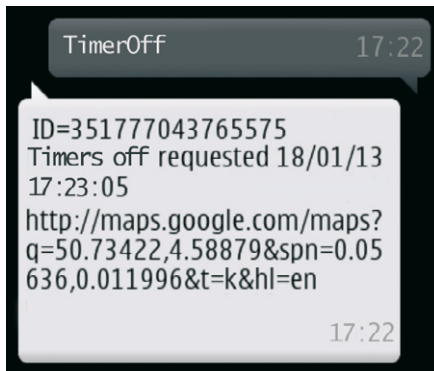 TimerOff 17:22
ID=351777043765575
Timers off requested 18/01/13
17:23:05
http://maps.google.com/maps?
q=50.73422,4.58879&spn=0.05
636,0.011996&t=k&hl=en
17:22